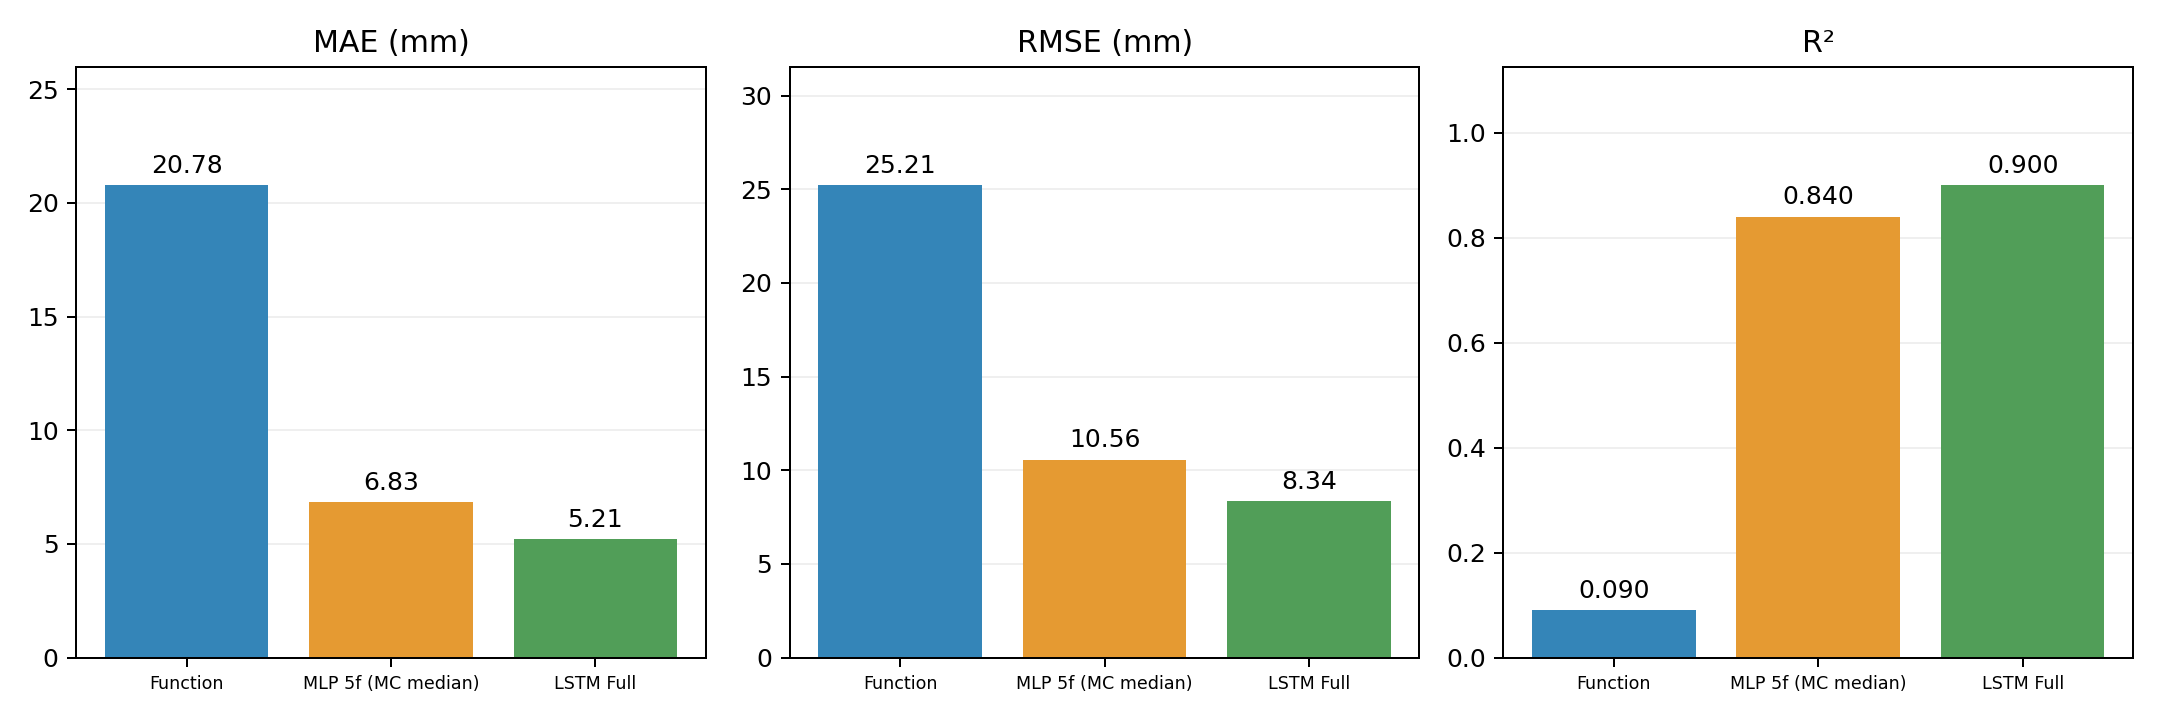 MAE (mm)
25
20
15
10
5
0
20.78
6.83
5.21
Function
MLP 5f (MC median)
LSTM Full
RMSE (mm)
30
25
20
15
10
5
0
25.21
10.56
8.34
Function
MLP 5f (MC median)
LSTM Full
R²
1.0
0.8
0.6
0.4
0.2
0.0
0.090
0.840
0.900
Function
MLP 5f (MC median)
LSTM Full